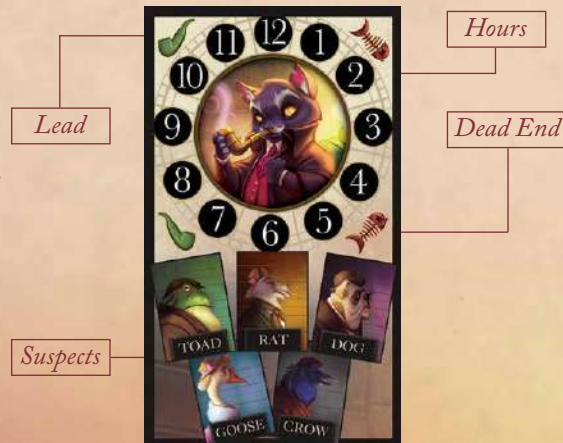 Lead
Hours
Dead End
Suspects
12
11
1
10
2
9
3
8
4
7
5
6
TOAD
RAT
DOG
GOOSE
CROW